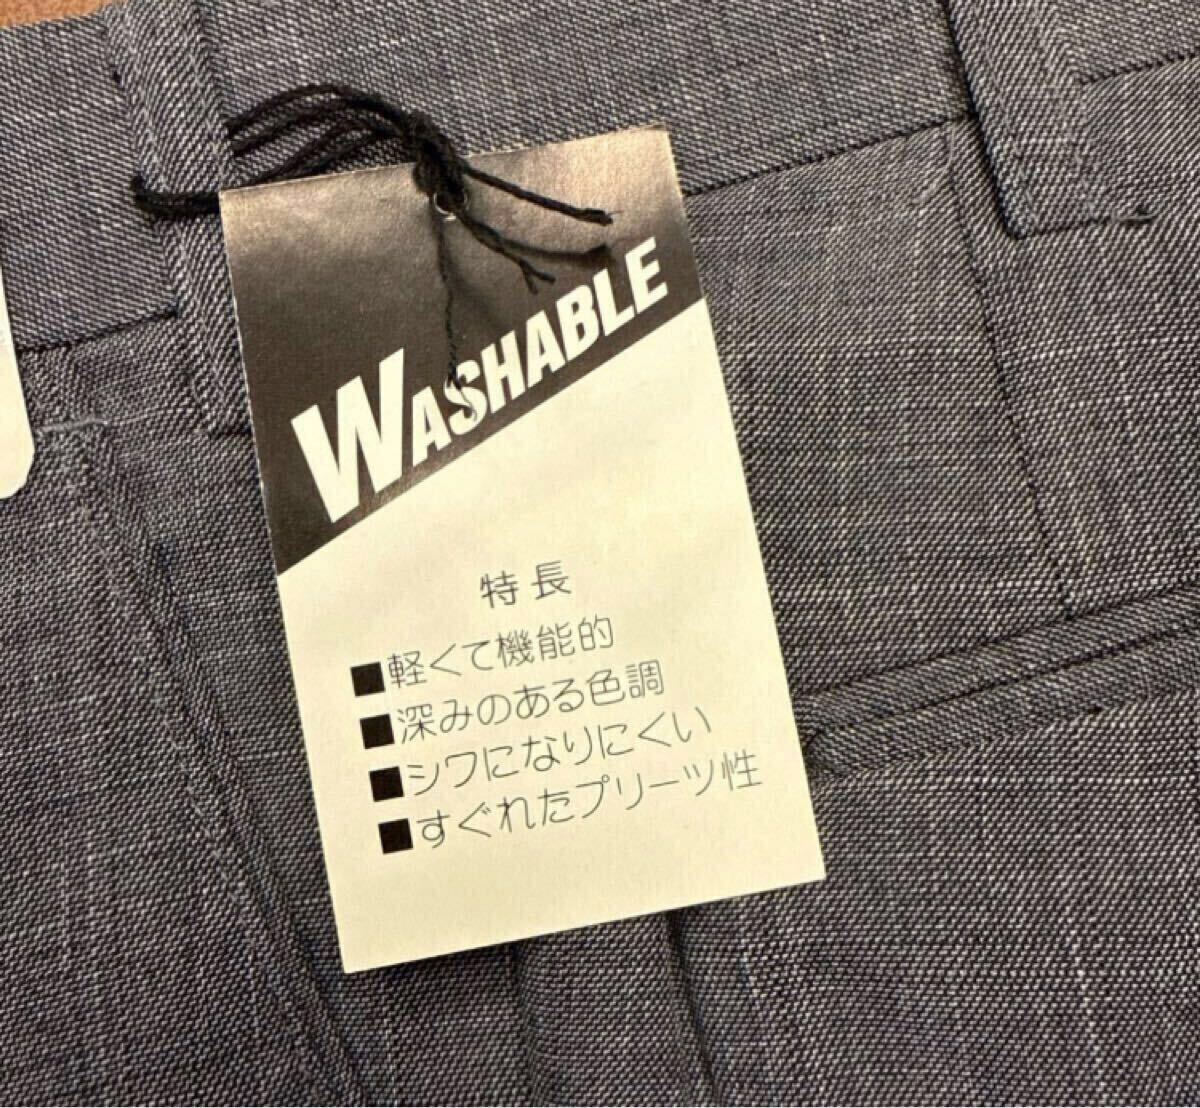 WASHABLE
特長
■軽くて機能的
■深みのある色調
■シワになりにくい
■すぐれたプリーツ性